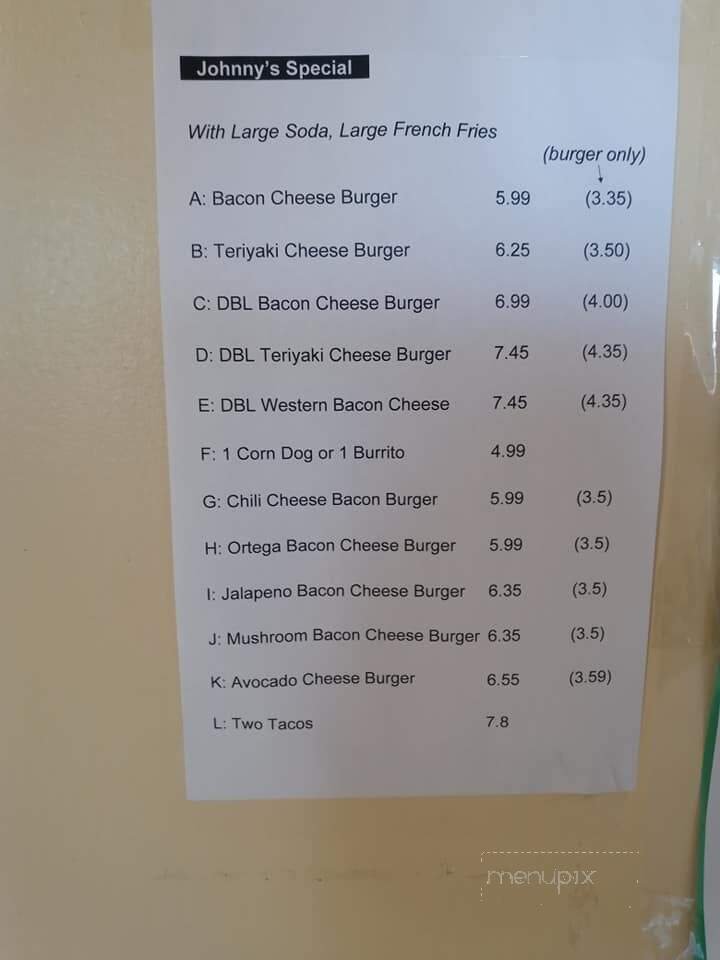 Johnny's Special
With Large Soda, Large French Fries
(burger only)
A: Bacon Cheese Burger 5.99 (3.35)
B: Teriyaki Cheese Burger 6.25 (3.50)
C: DBL Bacon Cheese Burger 6.99 (4.00)
D: DBL Teriyaki Cheese Burger 7.45 (4.35)
E: DBL Western Bacon Cheese 7.45 (4.35)
F: 1 Corn Dog or 1 Burrito 4.99
G: Chili Cheese Bacon Burger 5.99 (3.5)
H: Ortega Bacon Cheese Burger 5.99 (3.5)
I: Jalapeno Bacon Cheese Burger 6.35 (3.5)
J: Mushroom Bacon Cheese Burger 6.35 (3.5)
K: Avocado Cheese Burger 6.55 (3.59)
L: Two Tacos 7.8
menupix